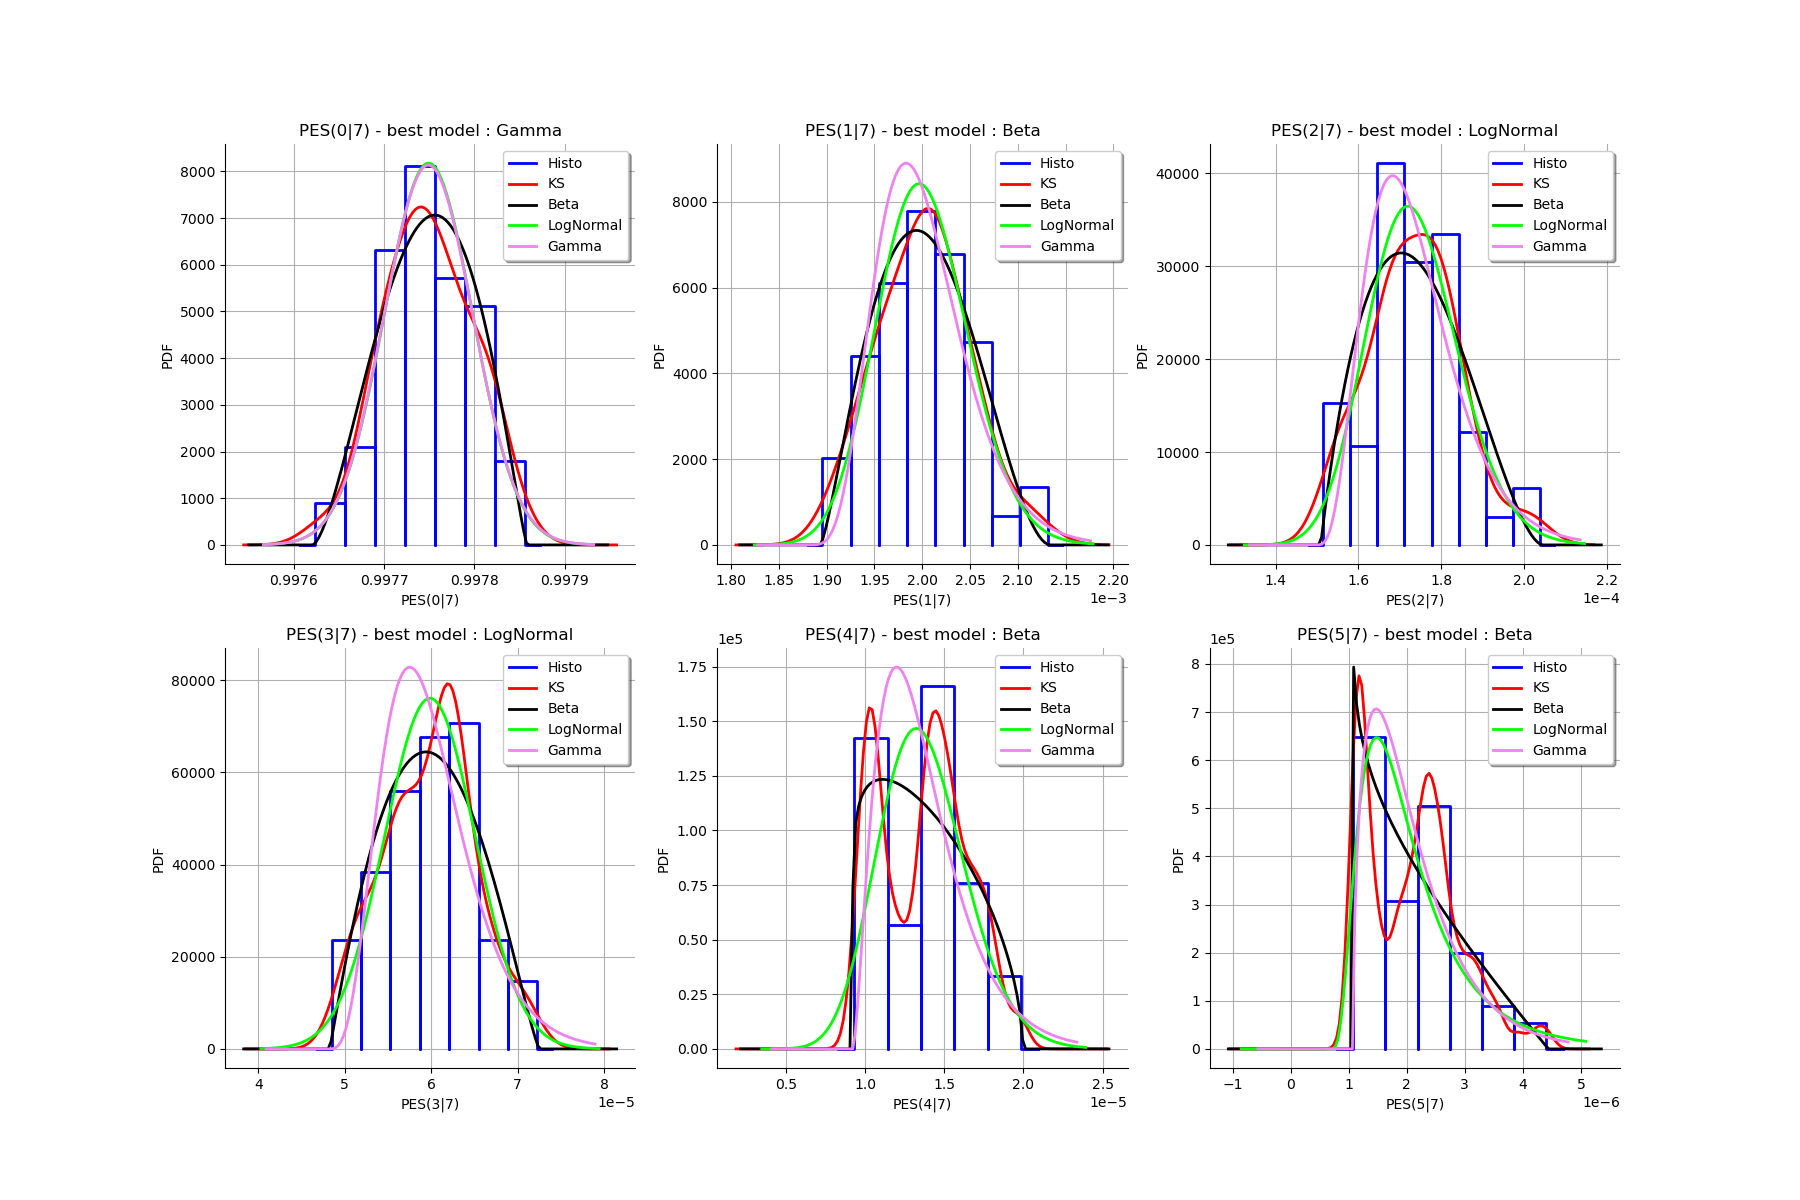 PES(0|7) - best model : Gamma
8000
7000
6000
5000
4000
3000
2000
1000
0
PDF
0.9976
0.9977
0.9978
0.9979
PES(0|7)
Histo
KS
Beta
LogNormal
Gamma
PES(1|7) - best model : Beta
8000
6000
4000
2000
0
PDF
1.80
1.85
1.90
1.95
2.00
2.05
2.10
2.15
2.20
1e−3
PES(1|7)
Histo
KS
Beta
LogNormal
Gamma
PES(2|7) - best model : LogNormal
40000
30000
20000
10000
0
PDF
1.4
1.6
1.8
2.0
2.2
1e−4
PES(2|7)
Histo
KS
Beta
LogNormal
Gamma
PES(3|7) - best model : LogNormal
80000
60000
40000
20000
0
PDF
4
5
6
7
8
1e−5
PES(3|7)
Histo
KS
Beta
LogNormal
Gamma
PES(4|7) - best model : Beta
1e5
1.75
1.50
1.25
1.00
0.75
0.50
0.25
0.00
PDF
0.5
1.0
1.5
2.0
2.5
1e−5
PES(4|7)
Histo
KS
Beta
LogNormal
Gamma
PES(5|7) - best model : Beta
1e5
8
7
6
5
4
3
2
1
0
PDF
−1
0
1
2
3
4
5
1e−6
PES(5|7)
Histo
KS
Beta
LogNormal
Gamma